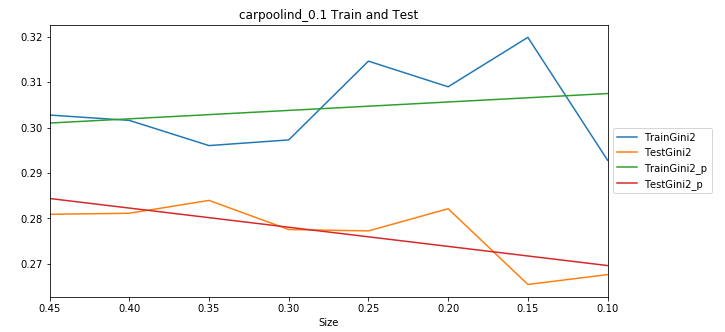 carpoolind_0.1 Train and Test
0.32
0.31
0.30
0.29
0.28
0.27
0.45 0.40 0.35 0.30 0.25 0.20 0.15 0.10
Size
TrainGini2
TestGini2
TrainGini2_p
TestGini2_p